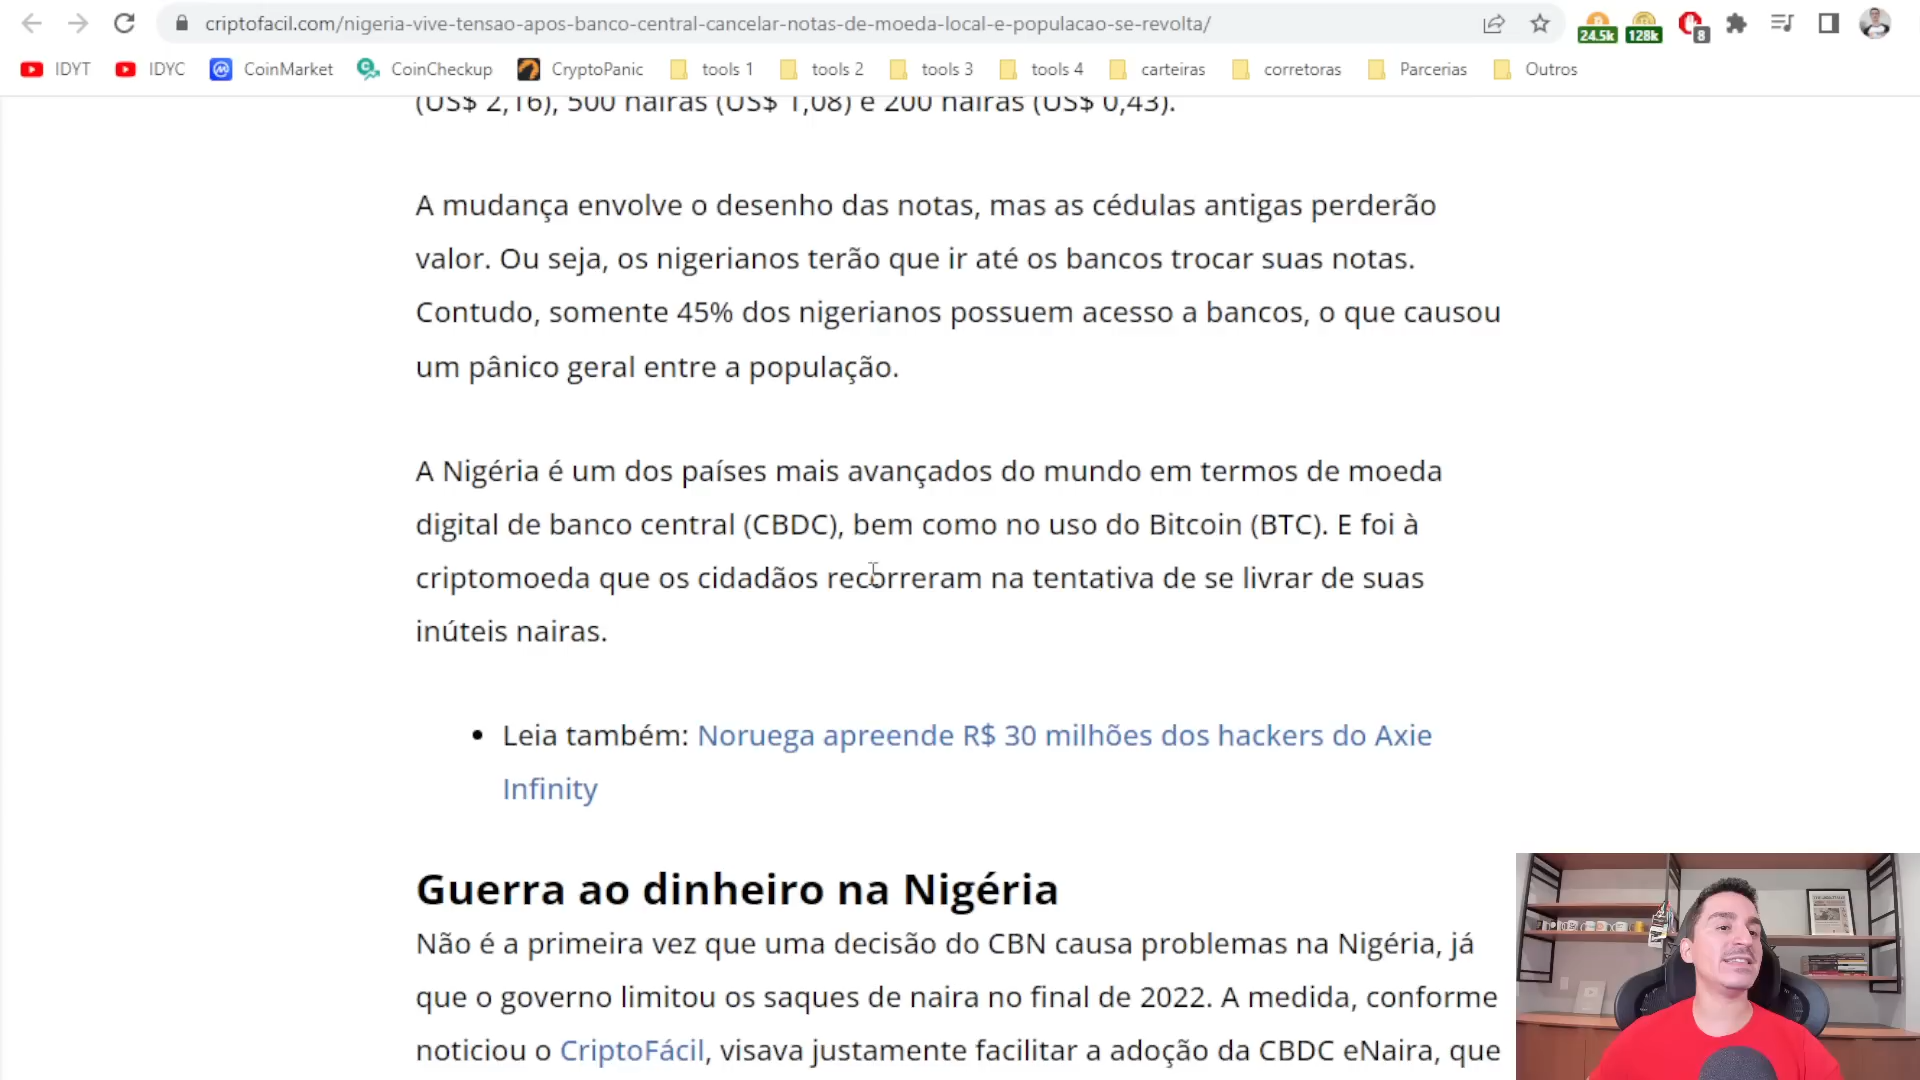 criptofacil.com/nigeria-vive-tensao-apos-banco-central-cancelar-notas-de-moeda-local-e-populacao-se-revolta/
24.5k
128k
8
IDYT
IDYC
CoinMarket
CoinCheckup
CryptoPanic
tools 1
tools 2
tools 3
tools 4
carteiras
corretoras
Parcerias
Outros
(US$ 2,16), 500 nairas (US$ 1,08) e 200 nairas (US$ 0,43).
A mudança envolve o desenho das notas, mas as cédulas antigas perderão
valor. Ou seja, os nigerianos terão que ir até os bancos trocar suas notas.
Contudo, somente 45% dos nigerianos possuem acesso a bancos, o que causou
um pânico geral entre a população.
A Nigéria é um dos países mais avançados do mundo em termos de moeda
digital de banco central (CBDC), bem como no uso do Bitcoin (BTC). E foi à
criptomoeda que os cidadãos recorreram na tentativa de se livrar de suas
inúteis nairas.
• Leia também: Noruega apreende R$ 30 milhões dos hackers do Axie
Infinity
Guerra ao dinheiro na Nigéria
Não é a primeira vez que uma decisão do CBN causa problemas na Nigéria, já
que o governo limitou os saques de naira no final de 2022. A medida, conforme
noticiou o CriptoFácil, visava justamente facilitar a adoção da CBDC eNaira, que